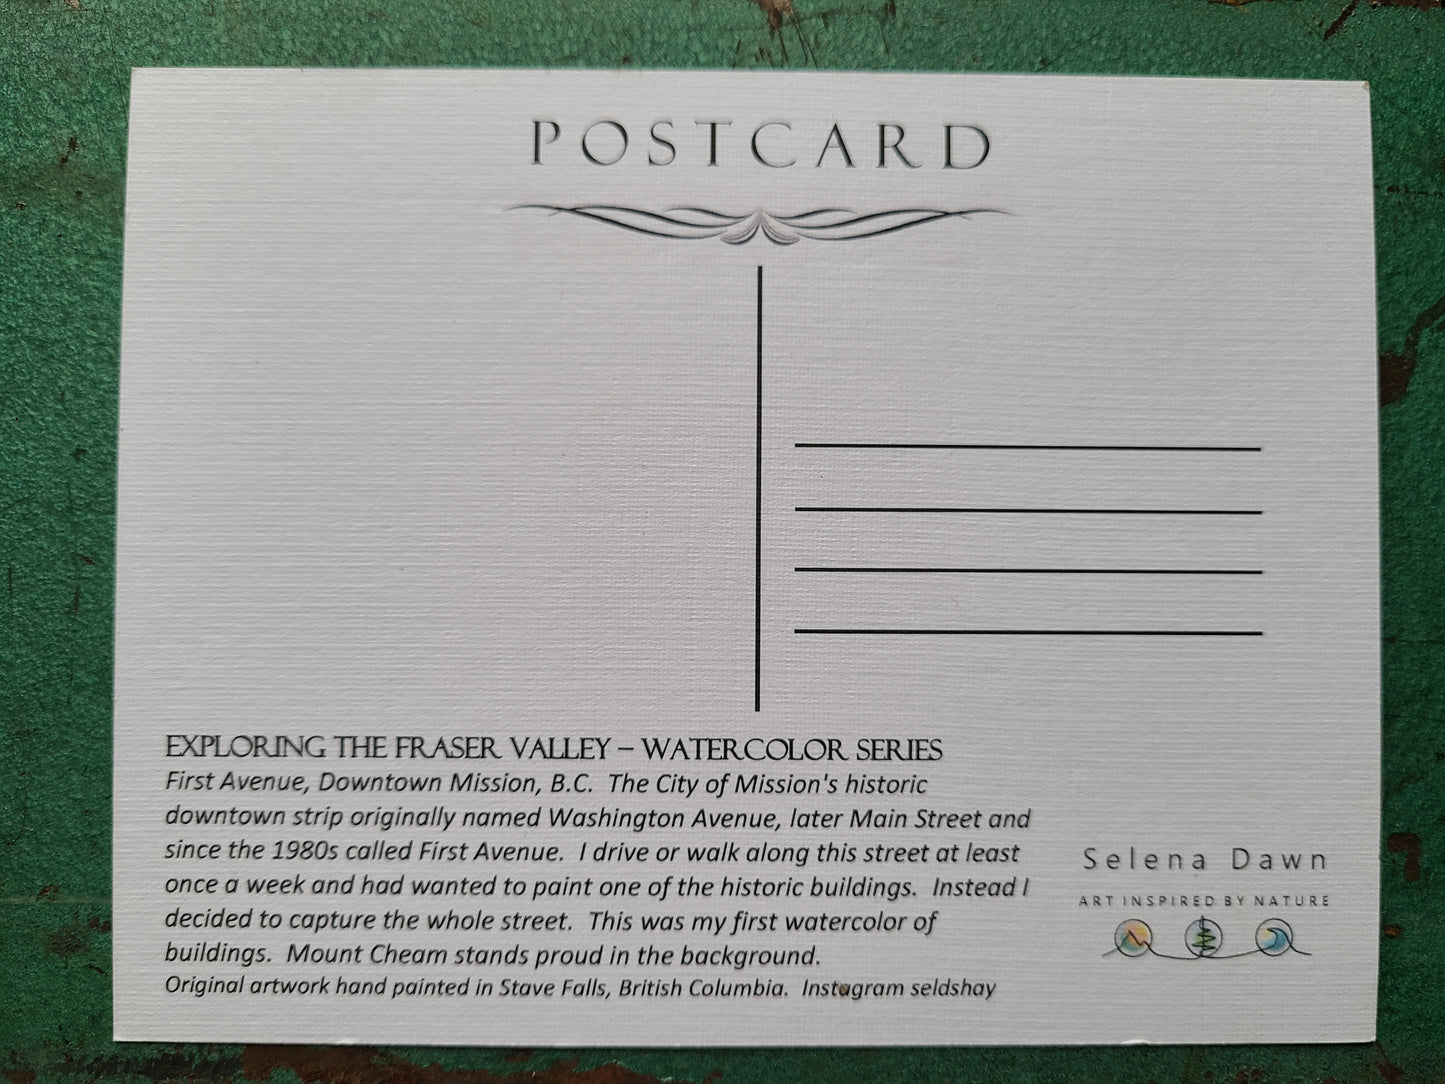 POSTCARD
EXPLORING THE FRASER VALLEY – WATERCOLOR SERIES
First Avenue, Downtown Mission, B.C.  The City of Mission's historic
downtown strip originally named Washington Avenue, later Main Street and
since the 1980s called First Avenue.  I drive or walk along this street at least
once a week and had wanted to paint one of the historic buildings.  Instead I
decided to capture the whole street.  This was my first watercolor of
buildings.  Mount Cheam stands proud in the background.
Original artwork hand painted in Stave Falls, British Columbia.  Instagram seldshay
Selena Dawn
ART INSPIRED BY NATURE